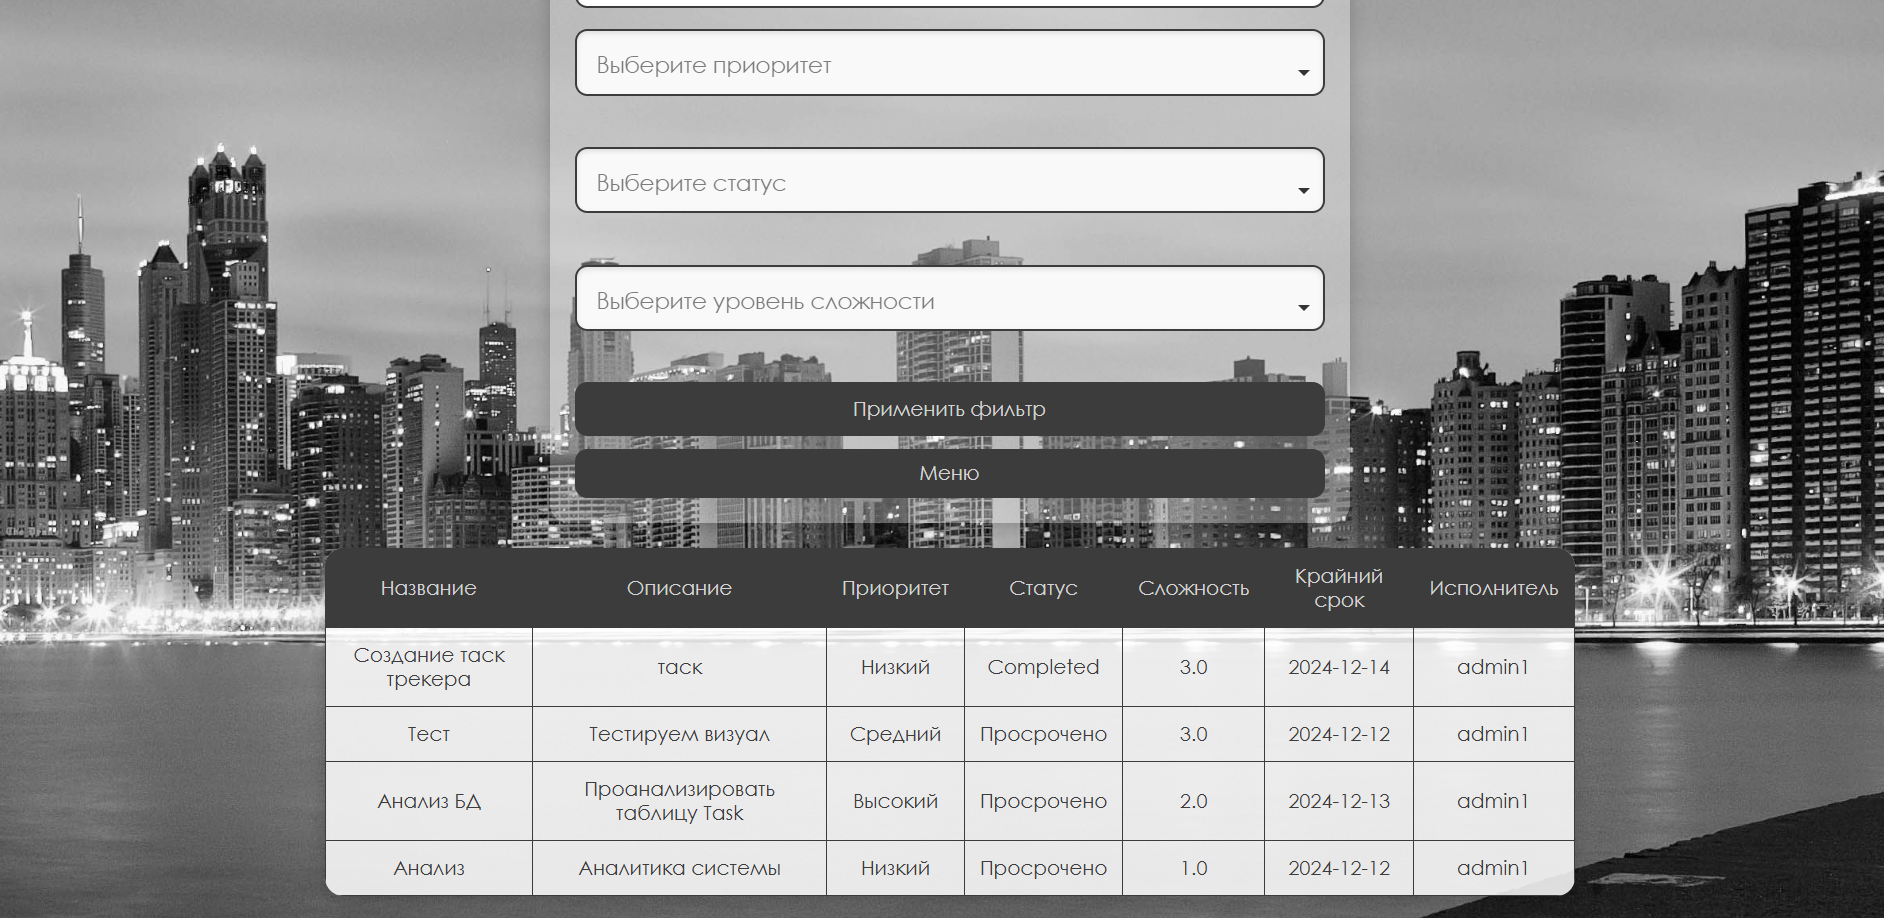 Выберите приоритет
Выберите статус
Выберите уровень сложности
Применить фильтр
Меню
Название Описание Приоритет Статус Сложность Крайний срок Исполнитель
Создание таск трекера таск Низкий Completed 3.0 2024-12-14 admin1
Тест Тестируем визуал Средний Просрочено 3.0 2024-12-12 admin1
Анализ БД Проанализировать таблицу Task Высокий Просрочено 2.0 2024-12-13 admin1
Анализ Аналитика системы Низкий Просрочено 1.0 2024-12-12 admin1